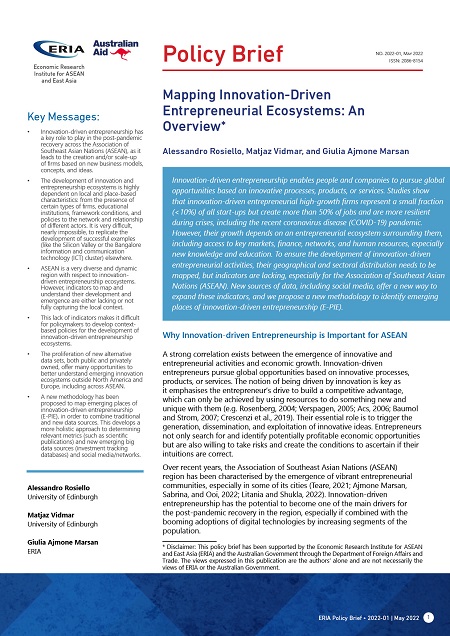 ERIA
Australian
Aid
Economic Research
Institute for ASEAN
and East Asia
Policy Brief
NO. 2022-01, May 2022
ISSN: 2086-8154
Key Messages:
• Innovation-driven entrepreneurship has
a key role to play in the post-pandemic
recovery across the Association of
Southeast Asian Nations (ASEAN), as it
leads to the creation and/or scale-up
of firms based on new business models,
concepts, and ideas.
• The development of innovation and
entrepreneurship ecosystems is highly
dependent on local and place-based
characteristics: from the presence of
certain types of firms, educational
institutions, framework conditions, and
policies to the network and relationship
of different actors. It is very difficult,
nearly impossible, to replicate the
development of successful examples
(like the Silicon Valley or the Bangalore
information and communication
technology (ICT) cluster) elsewhere.
• ASEAN is a very diverse and dynamic
region with respect to innovation-
driven entrepreneurship ecosystems.
However, indicators to map and
understand their development and
emergence are either lacking or not
fully capturing the local context.
• This lack of indicators makes it difficult
for policymakers to develop context-
based policies for the development of
innovation-driven entrepreneurship
ecosystems.
• The proliferation of new alternative
data sets, both public and privately
owned, offer many opportunities to
better understand emerging innovation
ecosystems outside North America and
Europe, including across ASEAN.
• A new methodology has been
proposed to map emerging places of
innovation-driven entrepreneurship
(E-PIE), in order to combine traditional
and new data sources. This develops a
more holistic approach to determining
relevant metrics (such as scientific
publications) and new emerging big
data sources (investment tracking
databases) and social media/networks.
Alessandro Rosiello
University of Edinburgh
Matjaz Vidmar
University of Edinburgh
Giulia Ajmone Marsan
ERIA
Mapping Innovation-Driven
Entrepreneurial Ecosystems: An
Overview*
Alessandro Rosiello, Matjaz Vidmar, and Giulia Ajmone Marsan
Innovation-driven entrepreneurship enables people and companies to pursue global
opportunities based on innovative processes, products, or services. Studies show
that innovation-driven entrepreneurial high-growth firms represent a small fraction
(<10%) of all start-ups but create more than 50% of jobs and are more resilient
during crises, including the recent coronavirus disease (COVID-19) pandemic.
However, their growth depends on an entrepreneurial ecosystem surrounding them,
including access to key markets, finance, networks, and human resources, especially
new knowledge and education. To ensure the development of innovation-driven
entrepreneurial activities, their geographical and sectoral distribution needs to be
mapped, but indicators are lacking, especially for the Association of Southeast Asian
Nations (ASEAN). New sources of data, including social media, offer a new way to
expand these indicators, and we propose a new methodology to identify emerging
places of innovation-driven entrepreneurship (E-PIE).
Why Innovation-driven Entrepreneurship is Important for ASEAN
A strong correlation exists between the emergence of innovative and
entrepreneurial activities and economic growth. Innovation-driven
entrepreneurs pursue global opportunities based on innovative processes,
products, or services. The notion of being driven by innovation is key as
it emphasises the entrepreneur's drive to build a competitive advantage,
which can only be achieved by using resources to do something new and
unique with them (e.g. Rosenberg, 2004; Verspagen, 2005; Acs, 2006; Baumol
and Strom, 2007; Crescenzi et al., 2019). Their essential role is to trigger the
generation, dissemination, and exploitation of innovative ideas. Entrepreneurs
not only search for and identify potentially profitable economic opportunities
but are also willing to take risks and create the conditions to ascertain if their
intuitions are correct.
Over recent years, the Association of Southeast Asian Nations (ASEAN)
region has been characterised by the emergence of vibrant entrepreneurial
communities, especially in some of its cities (Teare, 2021; Ajmone Marsan,
Sabrina, and Ooi, 2022; Litania and Shukla, 2022). Innovation-driven
entrepreneurship has the potential to become one of the main drivers for
the post-pandemic recovery in the region, especially if combined with the
booming adoptions of digital technologies by increasing segments of the
population.
* Disclaimer: This policy brief has been supported by the Economic Research Institute for ASEAN
and East Asia (ERIA) and the Australian Government through the Department of Foreign Affairs and
Trade. The views expressed in this publication are the authors' alone and are not necessarily the
views of ERIA or the Australian Government.
ERIA Policy Brief • 2022-01 | May 2022 1